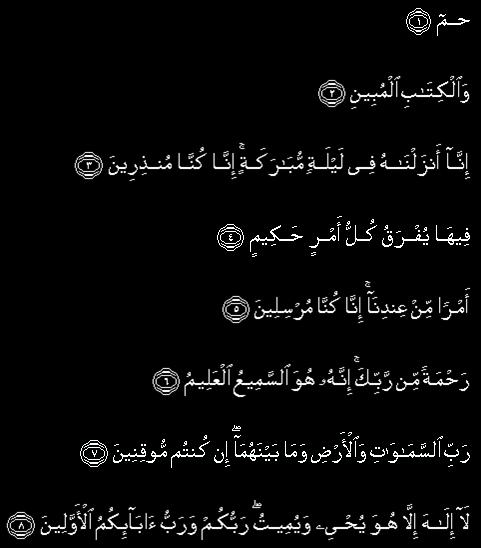 حمٓ ۝١
وَٱلْكِتَـٰبِ ٱلْمُبِينِ ۝٢
إِنَّآ أَنزَلْنَـٰهُ فِى لَيْلَةٍ مُّبَـٰرَكَةٍ ۚ إِنَّا كُنَّا مُنذِرِينَ ۝٣
فِيهَا يُفْرَقُ كُلُّ أَمْرٍ حَكِيمٍ ۝٤
أَمْرًا مِّنْ عِندِنَآ ۚ إِنَّا كُنَّا مُرْسِلِينَ ۝٥
رَحْمَةً مِّن رَّبِّكَ ۚ إِنَّهُۥ هُوَ ٱلسَّمِيعُ ٱلْعَلِيمُ ۝٦
رَبِّ ٱلسَّمَـٰوَٰتِ وَٱلْأَرْضِ وَمَا بَيْنَهُمَآ ۖ إِن كُنتُم مُّوقِنِينَ ۝٧
لَآ إِلَـٰهَ إِلَّا هُوَ يُحْىِۦ وَيُمِيتُ ۖ رَبُّكُمْ وَرَبُّ ءَابَآئِكُمُ ٱلْأَوَّلِينَ ۝٨